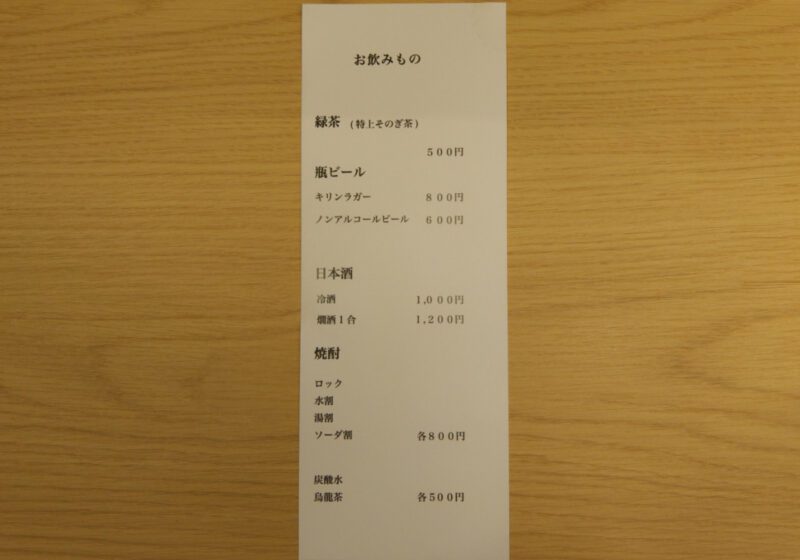 お飲みもの
緑茶 (特上そのぎ茶)
500円
瓶ビール
キリンラガー 800円
ノンアルコールビール 600円
日本酒
冷酒 1,000円
燗酒1合 1,200円
焼酎
ロック
水割
湯割
ソーダ割 各800円
炭酸水
烏龍茶 各500円